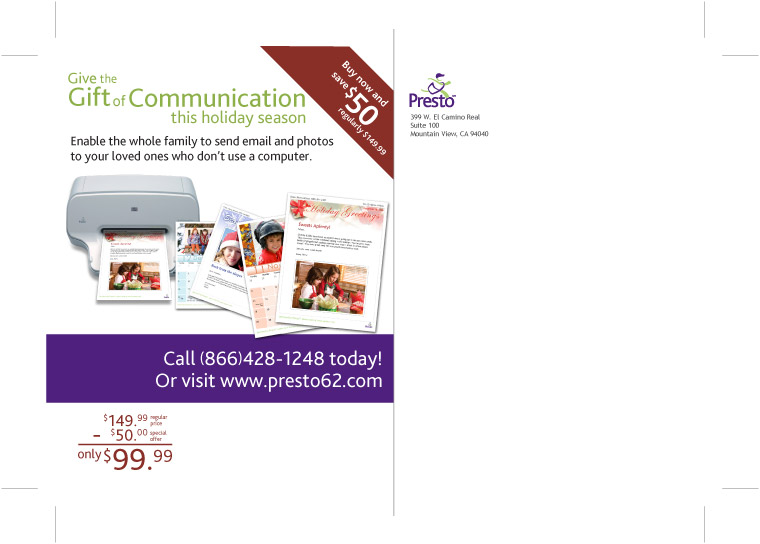 Give the
Gift of Communication
this holiday season
Buy now and
save $50
regularly $149.99
Enable the whole family to send email and photos
to your loved ones who don't use a computer.
Holiday Greetings
Call (866)428-1248 today!
Or visit www.presto62.com
$149.99 regular price
- $50.00 special offer
only $99.99
Presto™
399 W. El Camino Real
Suite 100
Mountain View, CA 94040